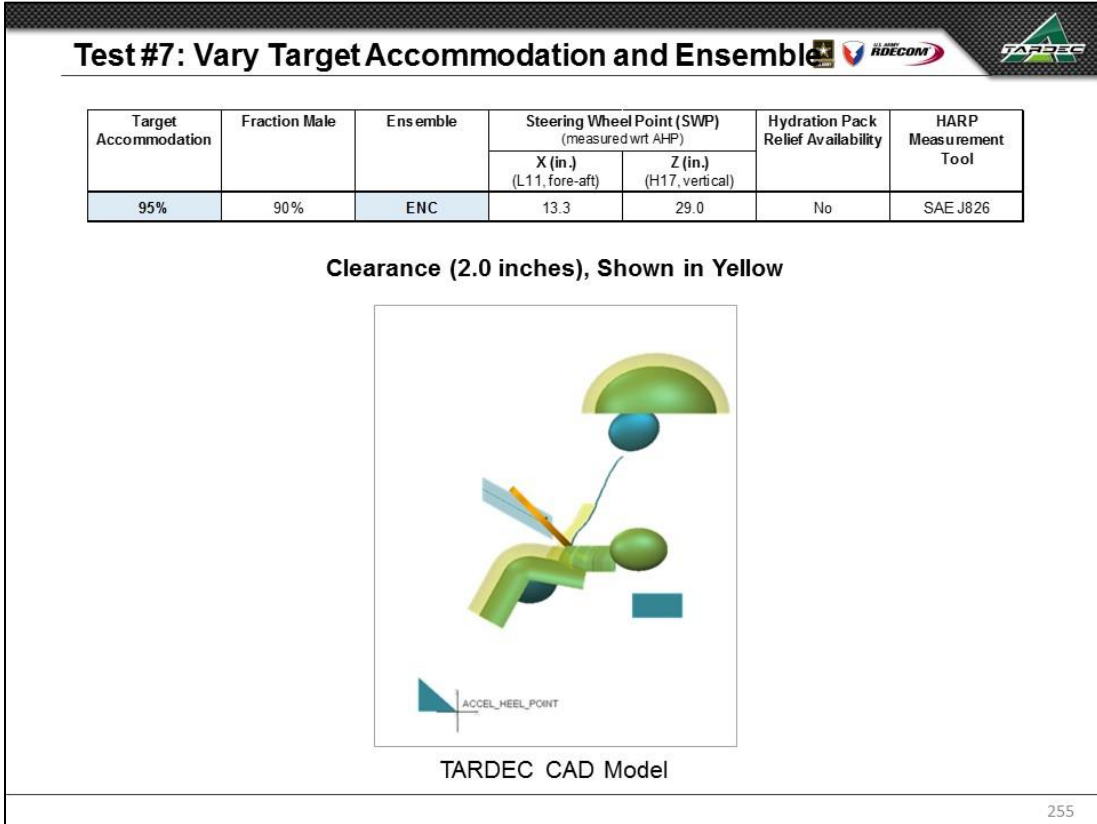 Test #7: Vary Target Accommodation and Ensemble
U.S. ARMY
RDECOM
TARDEC
Target Accommodation
Fraction Male
Ensemble
Steering Wheel Point (SWP)
(measured wrt AHP)
Hydration Pack Relief Availability
HARP Measurement Tool
X (in.)
(L11, fore-aft)
Z (in.)
(H17, vertical)
95%
90%
ENC
13.3
29.0
No
SAE J826
Clearance (2.0 inches), Shown in Yellow
ACCEL_HEEL_POINT
TARDEC CAD Model
255